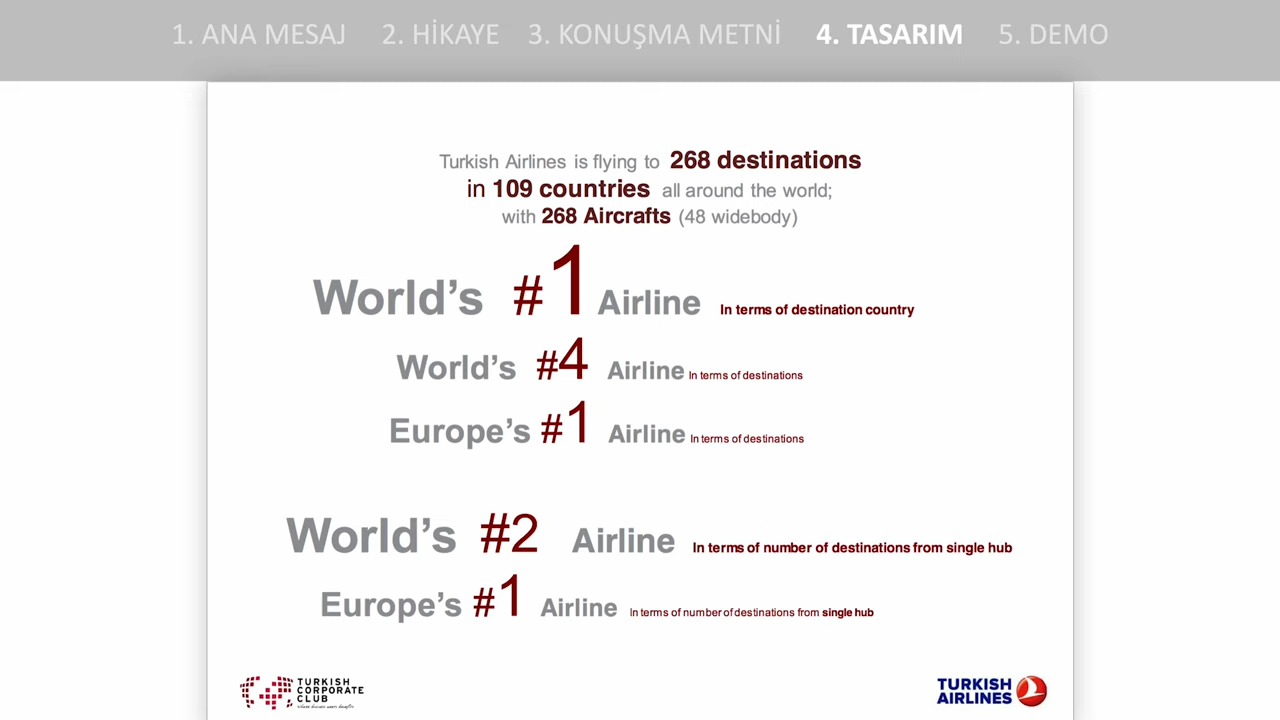 1. ANA MESAJ 2. HİKAYE 3. KONUŞMA METNİ 4. TASARIM 5. DEMO
Turkish Airlines is flying to 268 destinations
in 109 countries all around the world;
with 268 Aircrafts (48 widebody)
World's #1 Airline In terms of destination country
World's #4 Airline In terms of destinations
Europe's #1 Airline In terms of destinations
World's #2 Airline In terms of number of destinations from single hub
Europe's #1 Airline In terms of number of destinations from single hub
TURKISH
CORPORATE
CLUB
TURKISH
AIRLINES